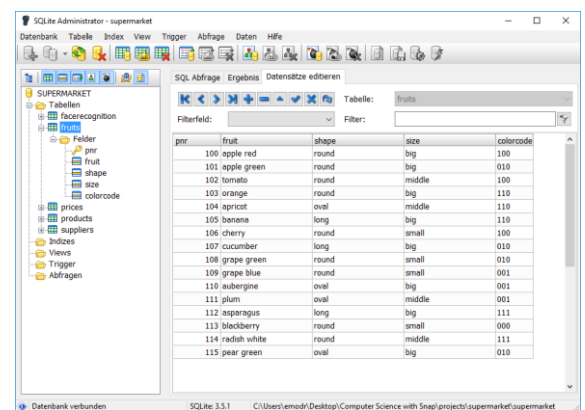 SQLite Administrator - supermarket
Datenbank Tabelle Index View Trigger Abfrage Daten Hilfe
SQL Abfrage Ergebnis Datensätze editieren
SUPERMARKET
Tabellen
facerecognition
fruits
Felder
pnr
fruit
shape
size
colorcode
prices
products
suppliers
Indizes
Views
Trigger
Abfragen
Tabelle: fruits
Filterfeld: Filter:
pnr fruit shape size colorcode
100 apple red round big 100
101 apple green round big 010
102 tomato round middle 100
103 orange round big 110
104 apricot oval middle 110
105 banana long big 110
106 cherry round small 100
107 cucumber long big 010
108 grape green round small 010
109 grape blue round small 001
110 aubergine oval big 001
111 plum oval middle 001
112 asparagus long big 111
113 blackberry round small 000
114 radish white round middle 111
115 pear green oval big 010
Datenbank verbunden SQLite: 3.5.1 C:\Users\emodr\Desktop\Computer Science with Snap\projects\supermarket\supermarket